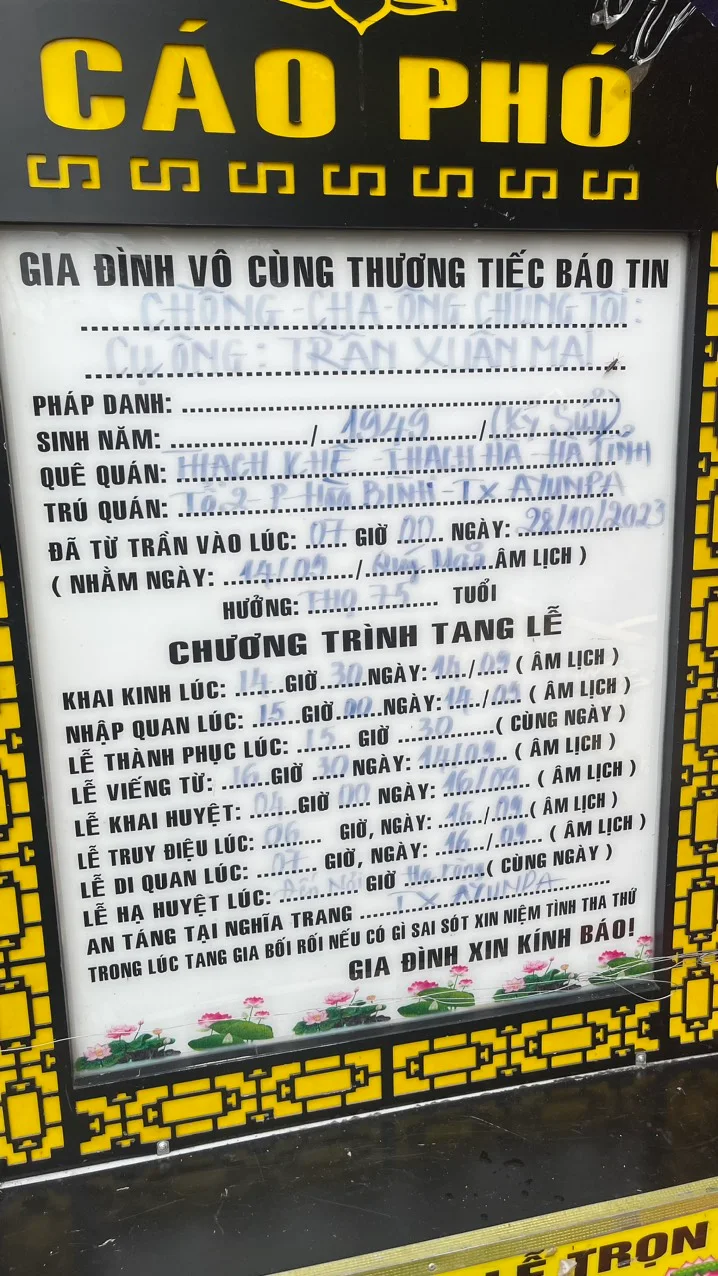 CÁO PHÓ
GIA ĐÌNH VÔ CÙNG THƯƠNG TIẾC BÁO TIN
CHỒNG - CHA - ÔNG CHÚNG TÔI:
CỤ ÔNG: TRẦN XUÂN MAI
PHÁP DANH:
SINH NĂM: / 1949 / (Kỷ Sửu)
QUÊ QUÁN: THẠCH KHÊ - THẠCH HÀ - HÀ TĨNH
TRÚ QUÁN: Tổ 2 - P. Hòa BÌNH - Tx AYUNPA
ĐÃ TỪ TRẦN VÀO LÚC: 07 GIỜ 00 NGÀY: 28/10/2023
( NHẰM NGÀY: 14/09 / Quý Mão ÂM LỊCH )
HƯỞNG: THỌ 75 TUỔI
CHƯƠNG TRÌNH TANG LỄ
KHAI KINH LÚC: 14 GIỜ 30 NGÀY: 14/09 ( ÂM LỊCH )
NHẬP QUAN LÚC: 15 GIỜ 00 NGÀY: 14/09 ( ÂM LỊCH )
LỄ THÀNH PHỤC LÚC: 15 GIỜ 30 ( CÙNG NGÀY )
LỄ VIẾNG TỪ: 16 GIỜ 30 NGÀY: 14/09 ( ÂM LỊCH )
LỄ KHAI HUYỆT: 04 GIỜ 00 NGÀY: 16/09 ( ÂM LỊCH )
LỄ TRUY ĐIỆU LÚC: 06 GIỜ, NGÀY: 16/09 ( ÂM LỊCH )
LỄ DI QUAN LÚC: 07 GIỜ, NGÀY: 16/09 ( ÂM LỊCH )
LỄ HẠ HUYỆT LÚC: Đến Nơi GIỜ Hạ ( CÙNG NGÀY )
AN TÁNG TẠI NGHĨA TRANG TX AYUNPA
TRONG LÚC TANG GIA BỐI RỐI NẾU CÓ GÌ SAI SÓT XIN NIỆM TÌNH THA THỨ
GIA ĐÌNH XIN KÍNH BÁO!
LỄ TRỌN